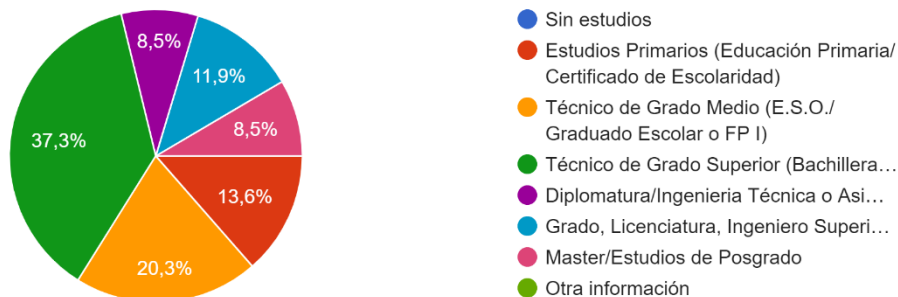 8,5%
11,9%
8,5%
37,3%
13,6%
20,3%
Sin estudios
Estudios Primarios (Educación Primaria/
Certificado de Escolaridad)
Técnico de Grado Medio (E.S.O./
Graduado Escolar o FP I)
Técnico de Grado Superior (Bachillera…
Diplomatura/Ingenieria Técnica o Asi…
Grado, Licenciatura, Ingeniero Superi…
Master/Estudios de Posgrado
Otra información